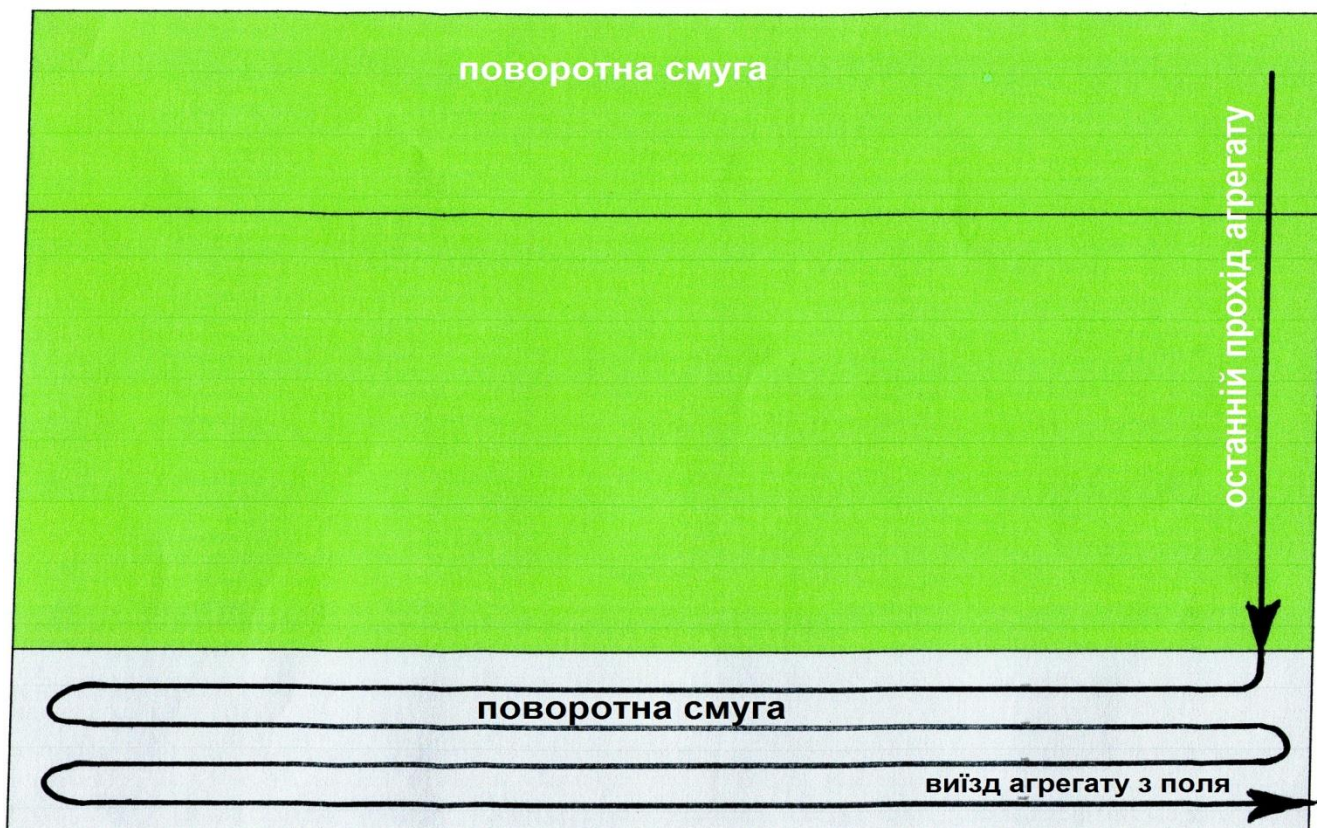 поворотна смуга
останній прохід агрегату
поворотна смуга
виїзд агрегату з поля